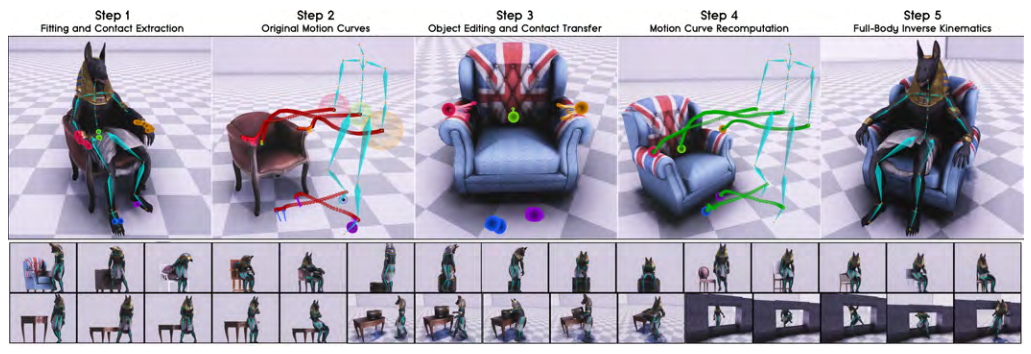 Step 1
Fitting and Contact Extraction
Step 2
Original Motion Curves
Step 3
Object Editing and Contact Transfer
Step 4
Motion Curve Recomputation
Step 5
Full-Body Inverse Kinematics